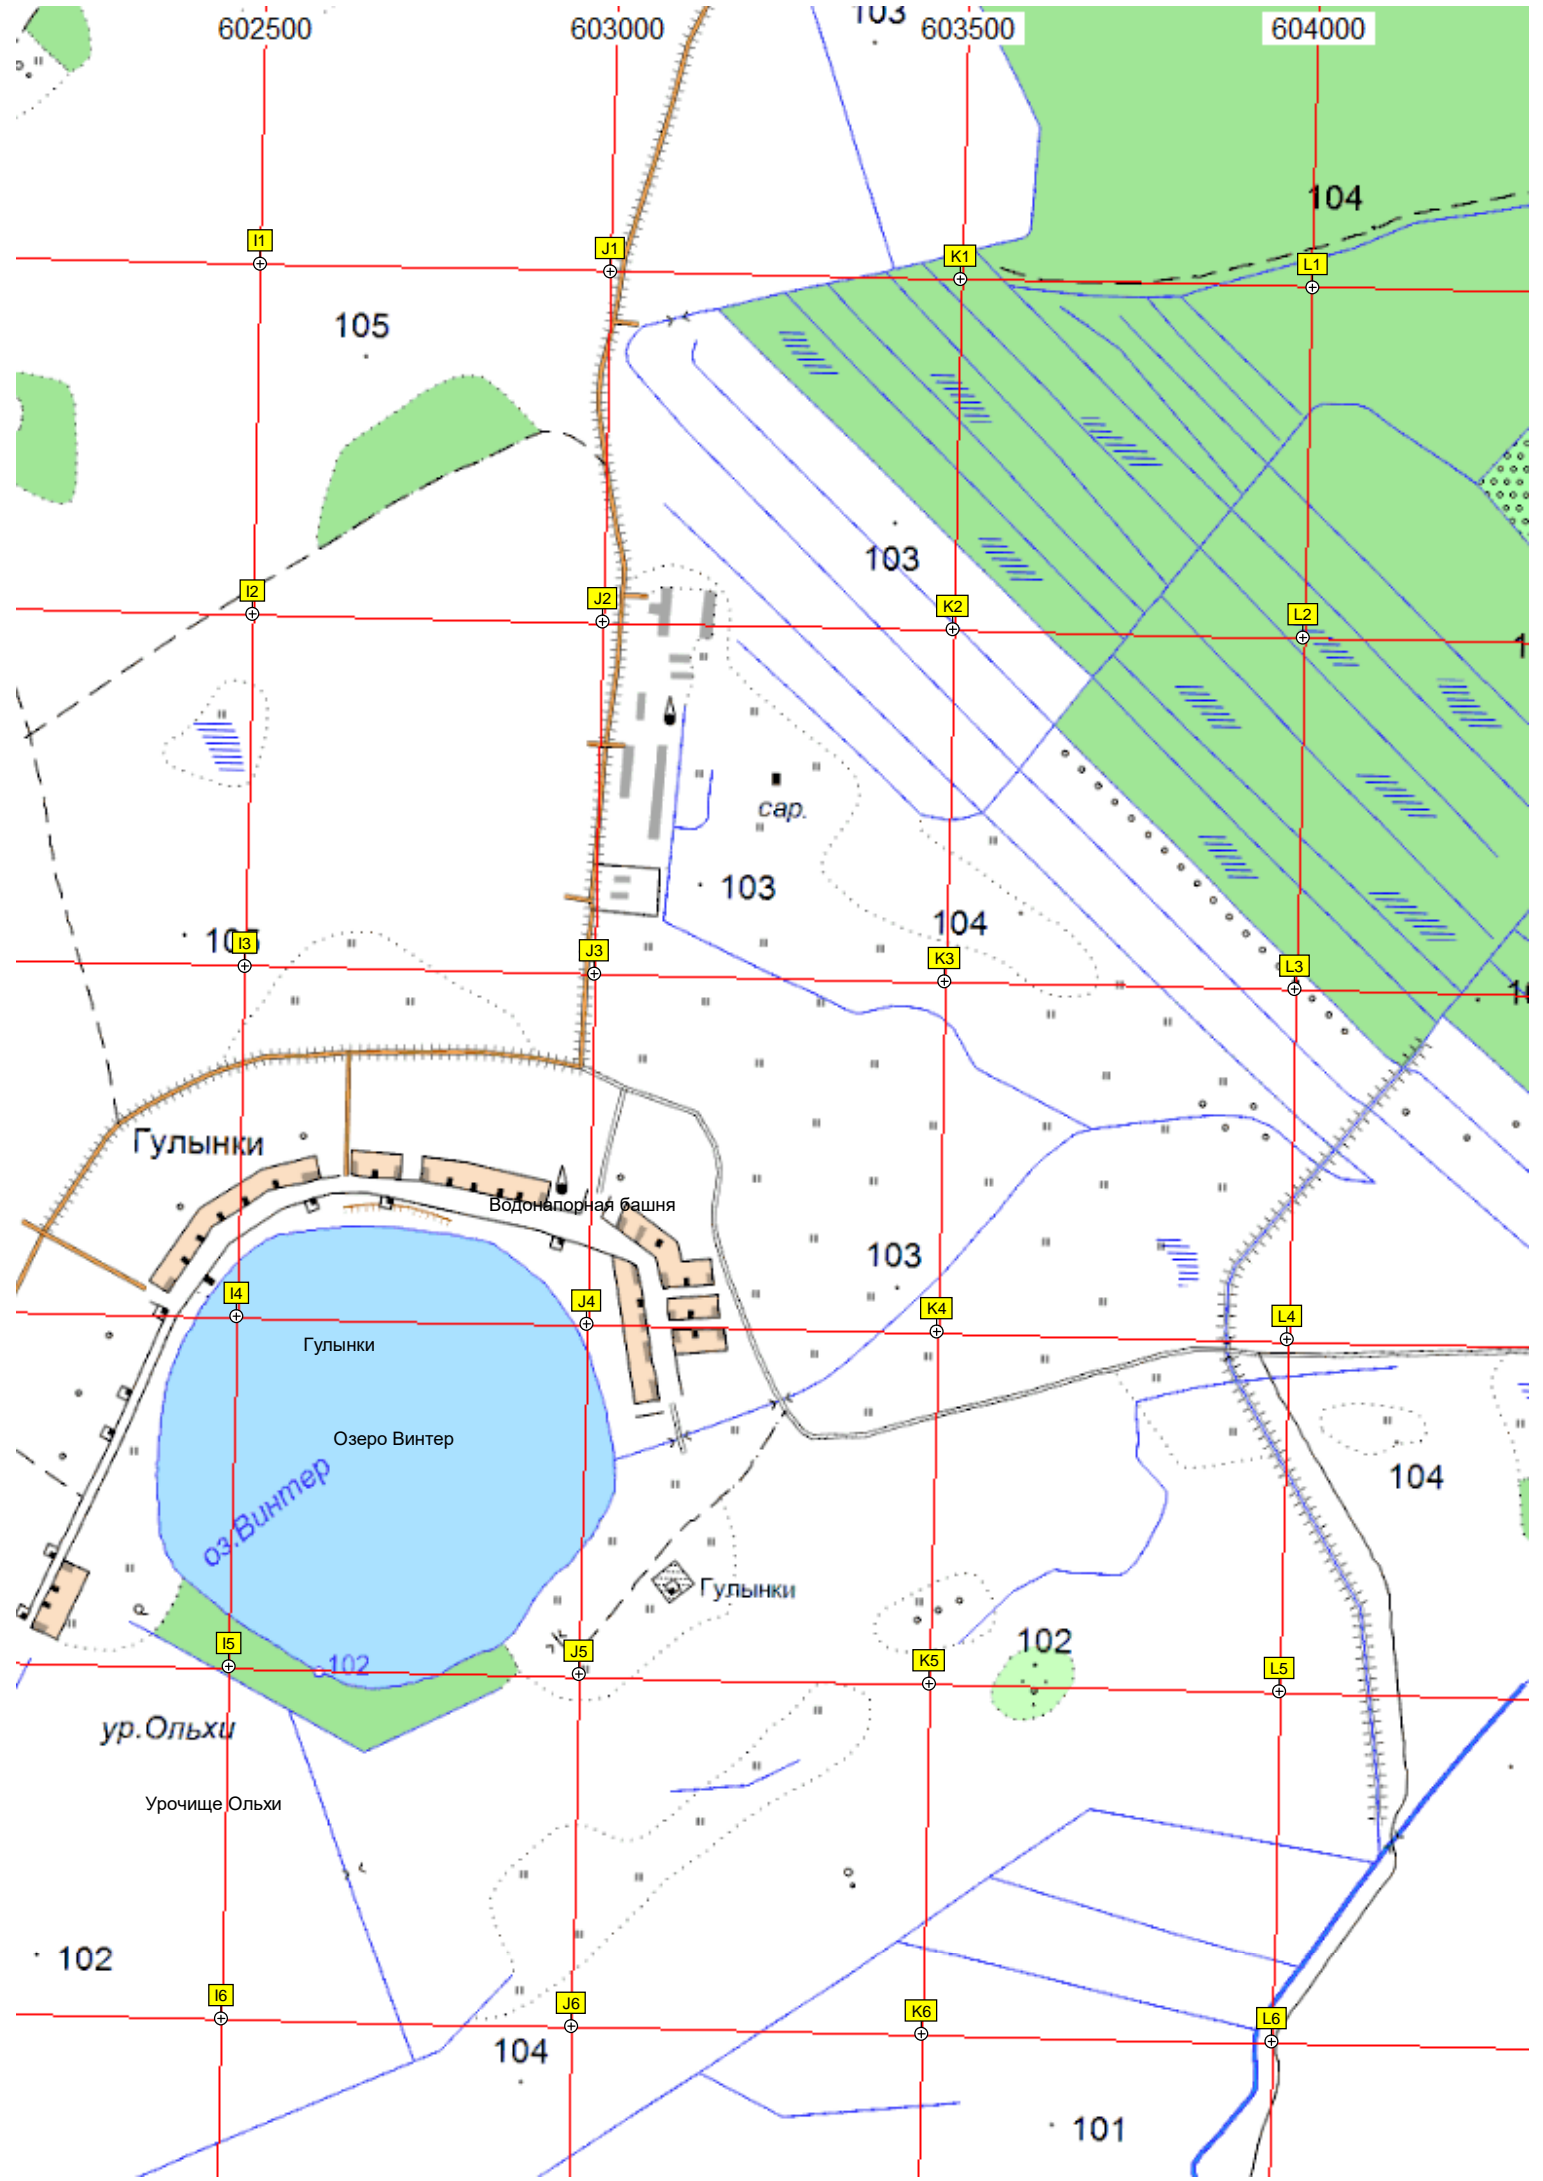 103
602500 603000 603500 604000
104
I1 J1 K1 L1
105
103
I2 J2 K2 L2
сар.
103
104
105
I3 J3 K3 L3
Гулынки
Водонапорная башня
103
I4 J4 K4 L4
Гулынки
Озеро Винтер
104
оз.Винтер
Гулынки
102
102
I5 J5 K5 L5
ур.Ольхи
Урочище Ольхи
102
I6 J6 K6 L6
104
101